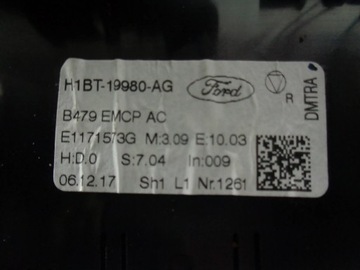 H1BT-19980-AG
Ford
R
DMTRA
B479 EMCP AC
E1171573G M:3.09 E:10.03
H:D.0 S:7.04 In:009
06.12.17 Sh1 L1 Nr.1261